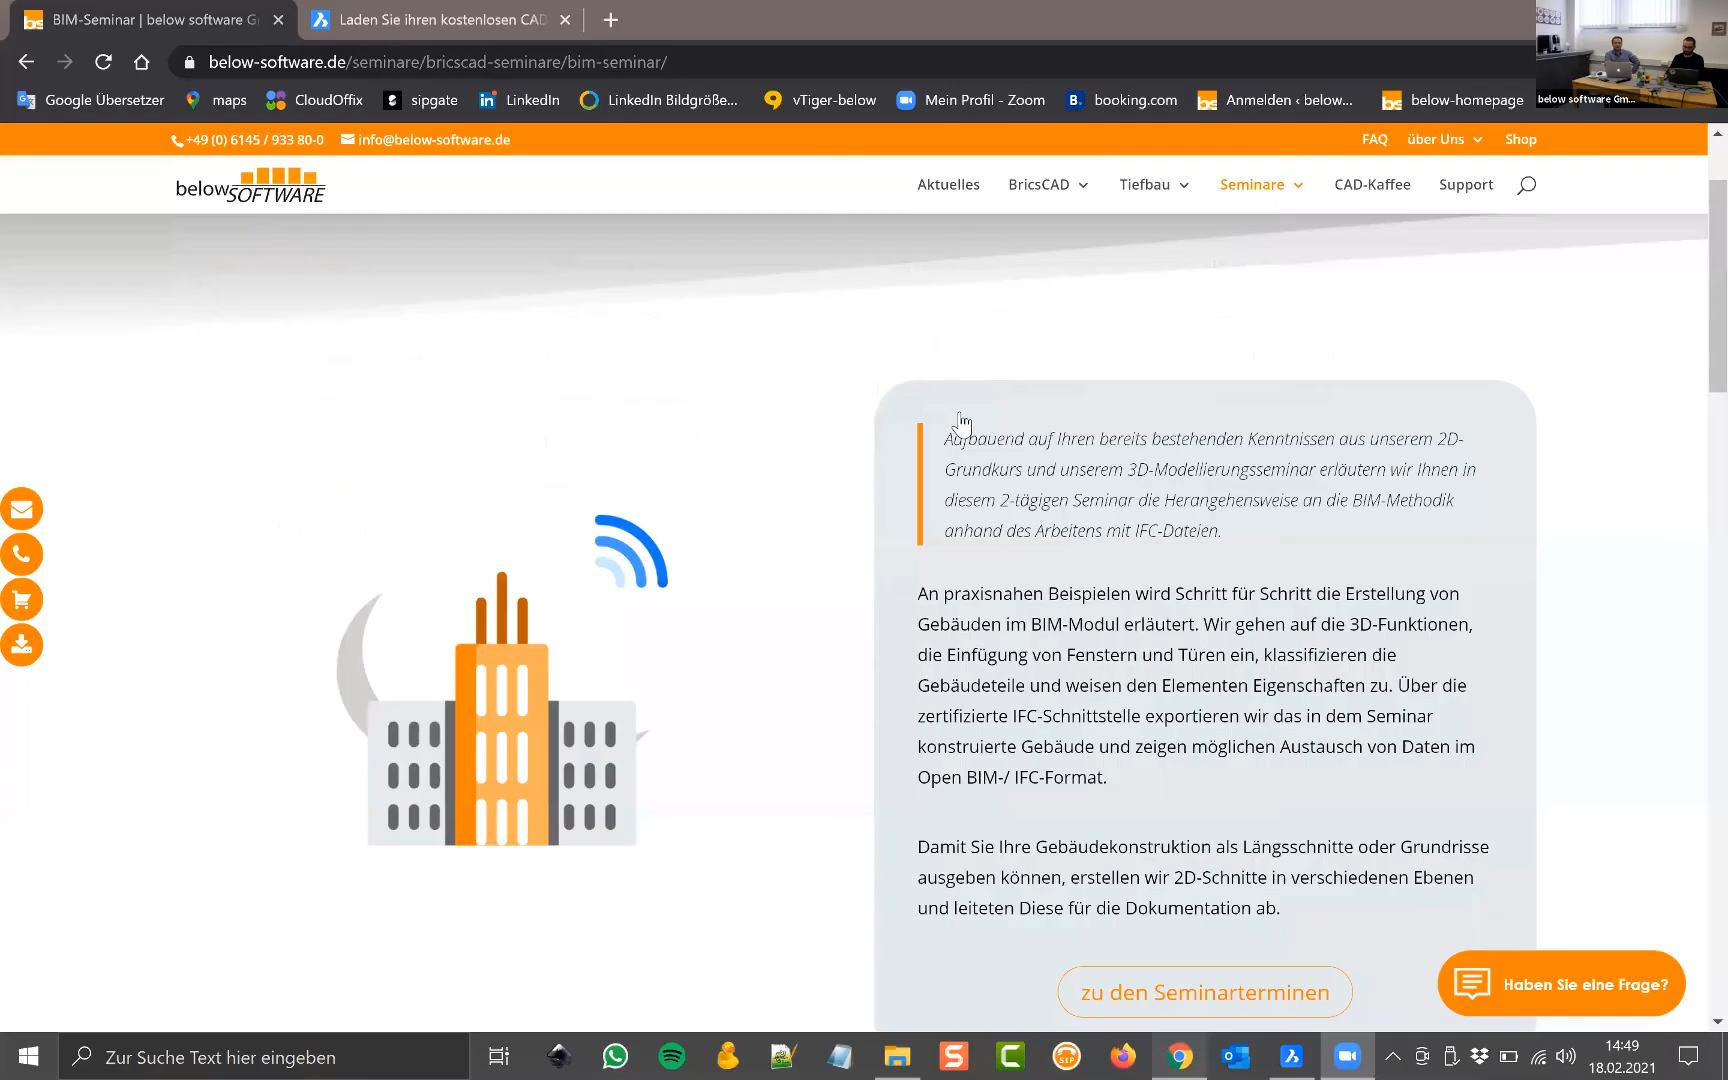 BIM-Seminar | below software G
Laden Sie ihren kostenlosen CAD
below-software.de/seminare/bricscad-seminare/bim-seminar/
Google Übersetzer
maps
CloudOffix
sipgate
LinkedIn
LinkedIn Bildgröße...
vTiger-below
Mein Profil - Zoom
booking.com
Anmelden ‹ below...
below-homepage
below software Gm...
+49 (0) 6145 / 933 80-0
info@below-software.de
FAQ
über Uns
Shop
below SOFTWARE
Aktuelles
BricsCAD
Tiefbau
Seminare
CAD-Kaffee
Support
Aufbauend auf Ihren bereits bestehenden Kenntnissen aus unserem 2D-
Grundkurs und unserem 3D-Modellierungsseminar erläutern wir Ihnen in
diesem 2-tägigen Seminar die Herangehensweise an die BIM-Methodik
anhand des Arbeitens mit IFC-Dateien.
An praxisnahen Beispielen wird Schritt für Schritt die Erstellung von
Gebäuden im BIM-Modul erläutert. Wir gehen auf die 3D-Funktionen,
die Einfügung von Fenstern und Türen ein, klassifizieren die
Gebäudeteile und weisen den Elementen Eigenschaften zu. Über die
zertifizierte IFC-Schnittstelle exportieren wir das in dem Seminar
konstruierte Gebäude und zeigen möglichen Austausch von Daten im
Open BIM-/ IFC-Format.
Damit Sie Ihre Gebäudekonstruktion als Längsschnitte oder Grundrisse
ausgeben können, erstellen wir 2D-Schnitte in verschiedenen Ebenen
und leiteten Diese für die Dokumentation ab.
zu den Seminarterminen
Haben Sie eine Frage?
Zur Suche Text hier eingeben
14:49
18.02.2021